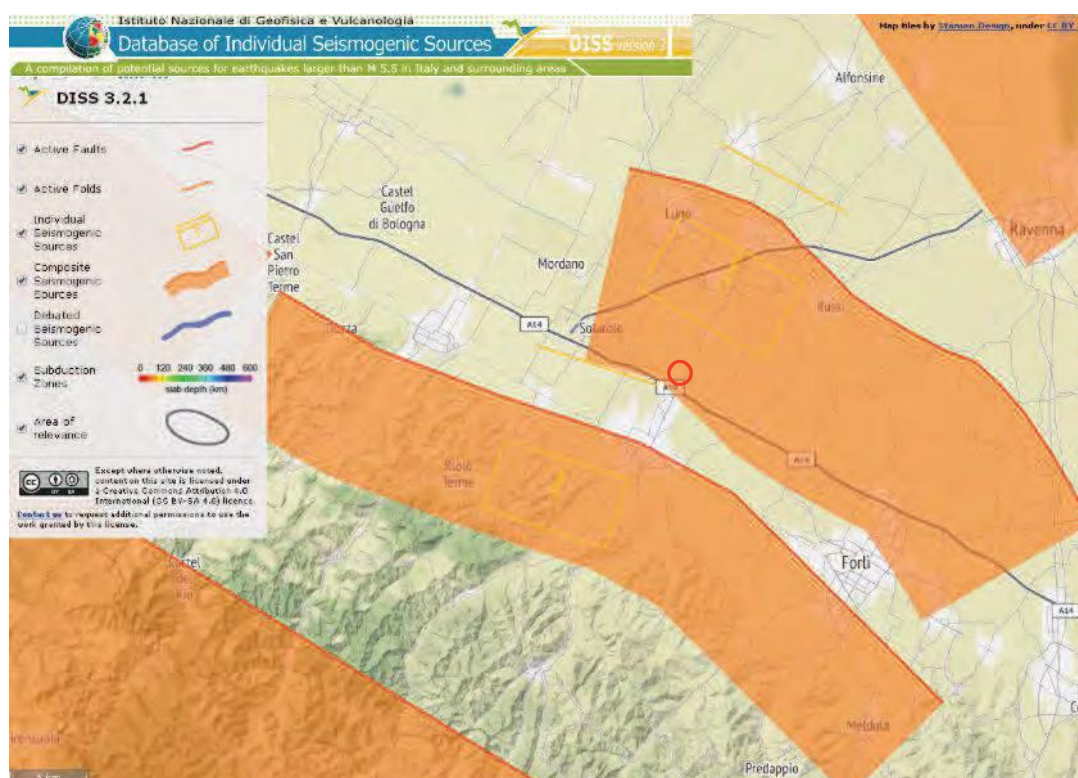 Istituto Nazionale di Geofisica e Vulcanologia
Database of Individual Seismogenic Sources
DISS version 3
A compilation of potential sources for earthquakes larger than M 5.5 in Italy and surrounding areas
Map tiles by Stamen Design, under CC BY
DISS 3.2.1
Active Faults
Active Folds
Individual
Seismogenic
Sources
Composite
Seismogenic
Sources
Debated
Seismogenic
Sources
Subduction
Zones
0 120 240 360 480 600
slab depth (km)
Area of
relevance
cc
BY SA
Except where otherwise noted,
content on this site is licensed under
a Creative Commons Attribution 4.0
International (CC BY-SA 4.0) licence.
Contact us to request additional permissions to use the
work granted by this license.
Alfonsine
Castel
Guelfo
di Bologna
Lugo
Ravenna
Castel
San
Pietro
Terme
Mordano
Russi
A14
Solarolo
Riolo
Terme
Forlì
Castel
del
Rio
A14
Meldola
Predappio